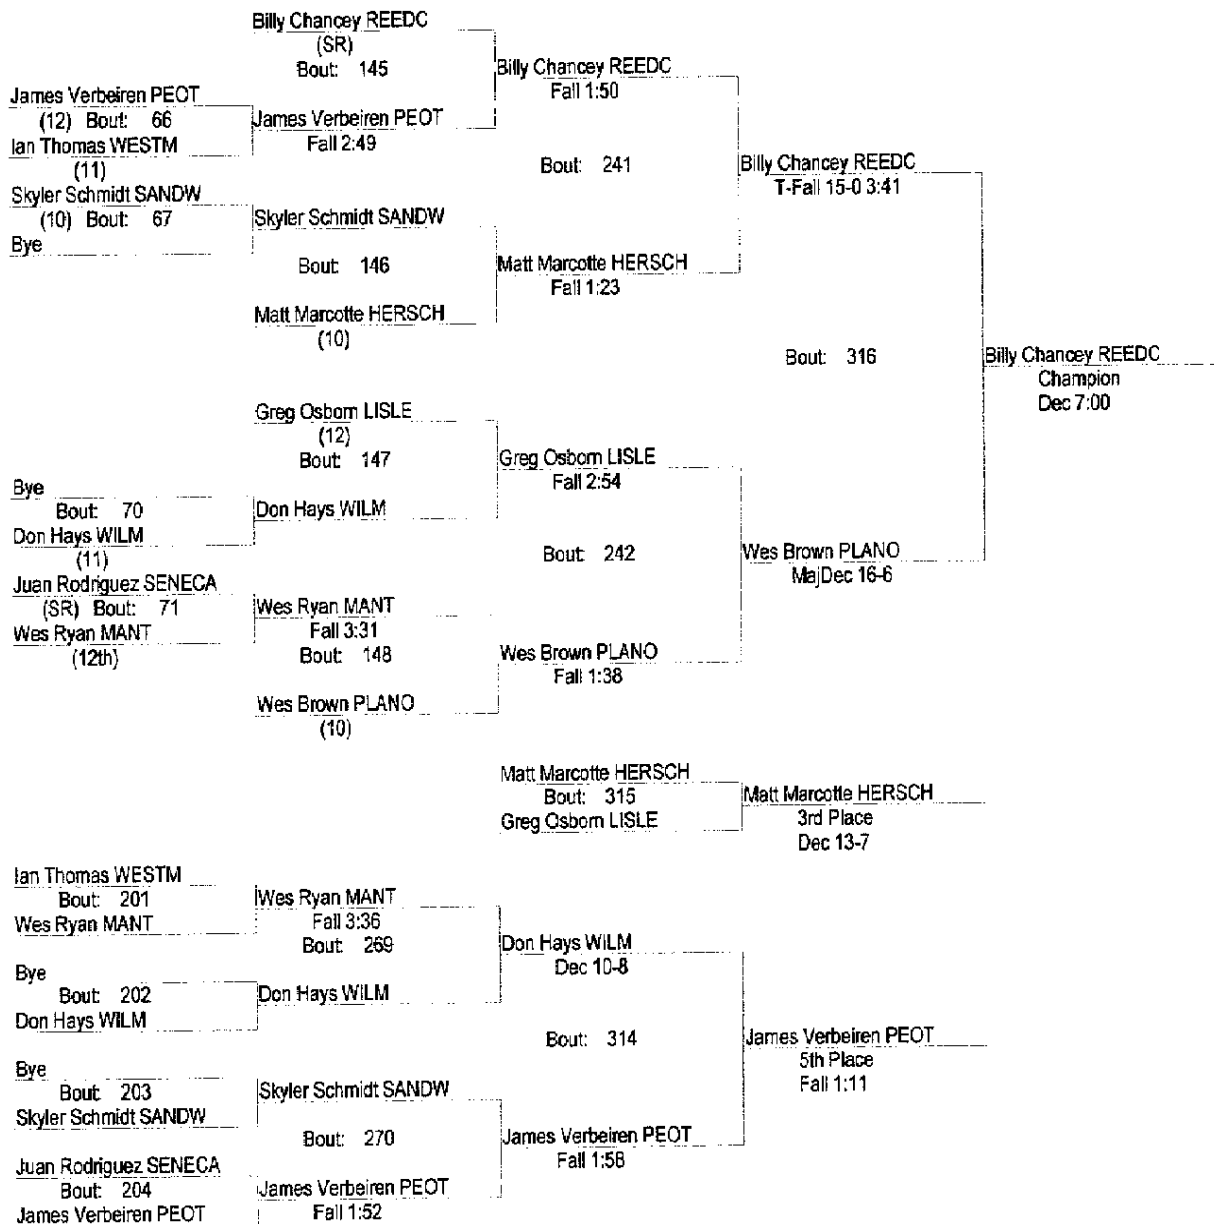 Billy Chancey REEDC
(SR)
Bout: 145
Billy Chancey REEDC
Fall 1:50
James Verbeiren PEOT
(12) Bout: 66
James Verbeiren PEOT
Fall 2:49
Ian Thomas WESTM
(11)
Bout: 241
Billy Chancey REEDC
T-Fall 15-0 3:41
Skyler Schmidt SANDW
(10) Bout: 67
Skyler Schmidt SANDW
Bye
Bout: 146
Matt Marcotte HERSCH
Fall 1:23
Matt Marcotte HERSCH
(10)
Bout: 316
Billy Chancey REEDC
Champion
Dec 7:00
Greg Osborn LISLE
(12)
Bout: 147
Greg Osborn LISLE
Fall 2:54
Bye
Bout: 70
Don Hays WILM
Don Hays WILM
(11)
Bout: 242
Wes Brown PLANO
MajDec 16-6
Juan Rodriguez SENECA
(SR) Bout: 71
Wes Ryan MANT
Fall 3:31
Wes Ryan MANT
(12th)
Bout: 148
Wes Brown PLANO
Fall 1:38
Wes Brown PLANO
(10)
Matt Marcotte HERSCH
Bout: 315
Matt Marcotte HERSCH
3rd Place
Dec 13-7
Greg Osborn LISLE
Ian Thomas WESTM
Bout: 201
Wes Ryan MANT
Fall 3:36
Wes Ryan MANT
Bout: 269
Don Hays WILM
Dec 10-8
Bye
Bout: 202
Don Hays WILM
Don Hays WILM
Bout: 314
James Verbeiren PEOT
5th Place
Fall 1:11
Bye
Bout: 203
Skyler Schmidt SANDW
Skyler Schmidt SANDW
Bout: 270
James Verbeiren PEOT
Fall 1:58
Juan Rodriguez SENECA
Bout: 204
James Verbeiren PEOT
Fall 1:52
James Verbeiren PEOT